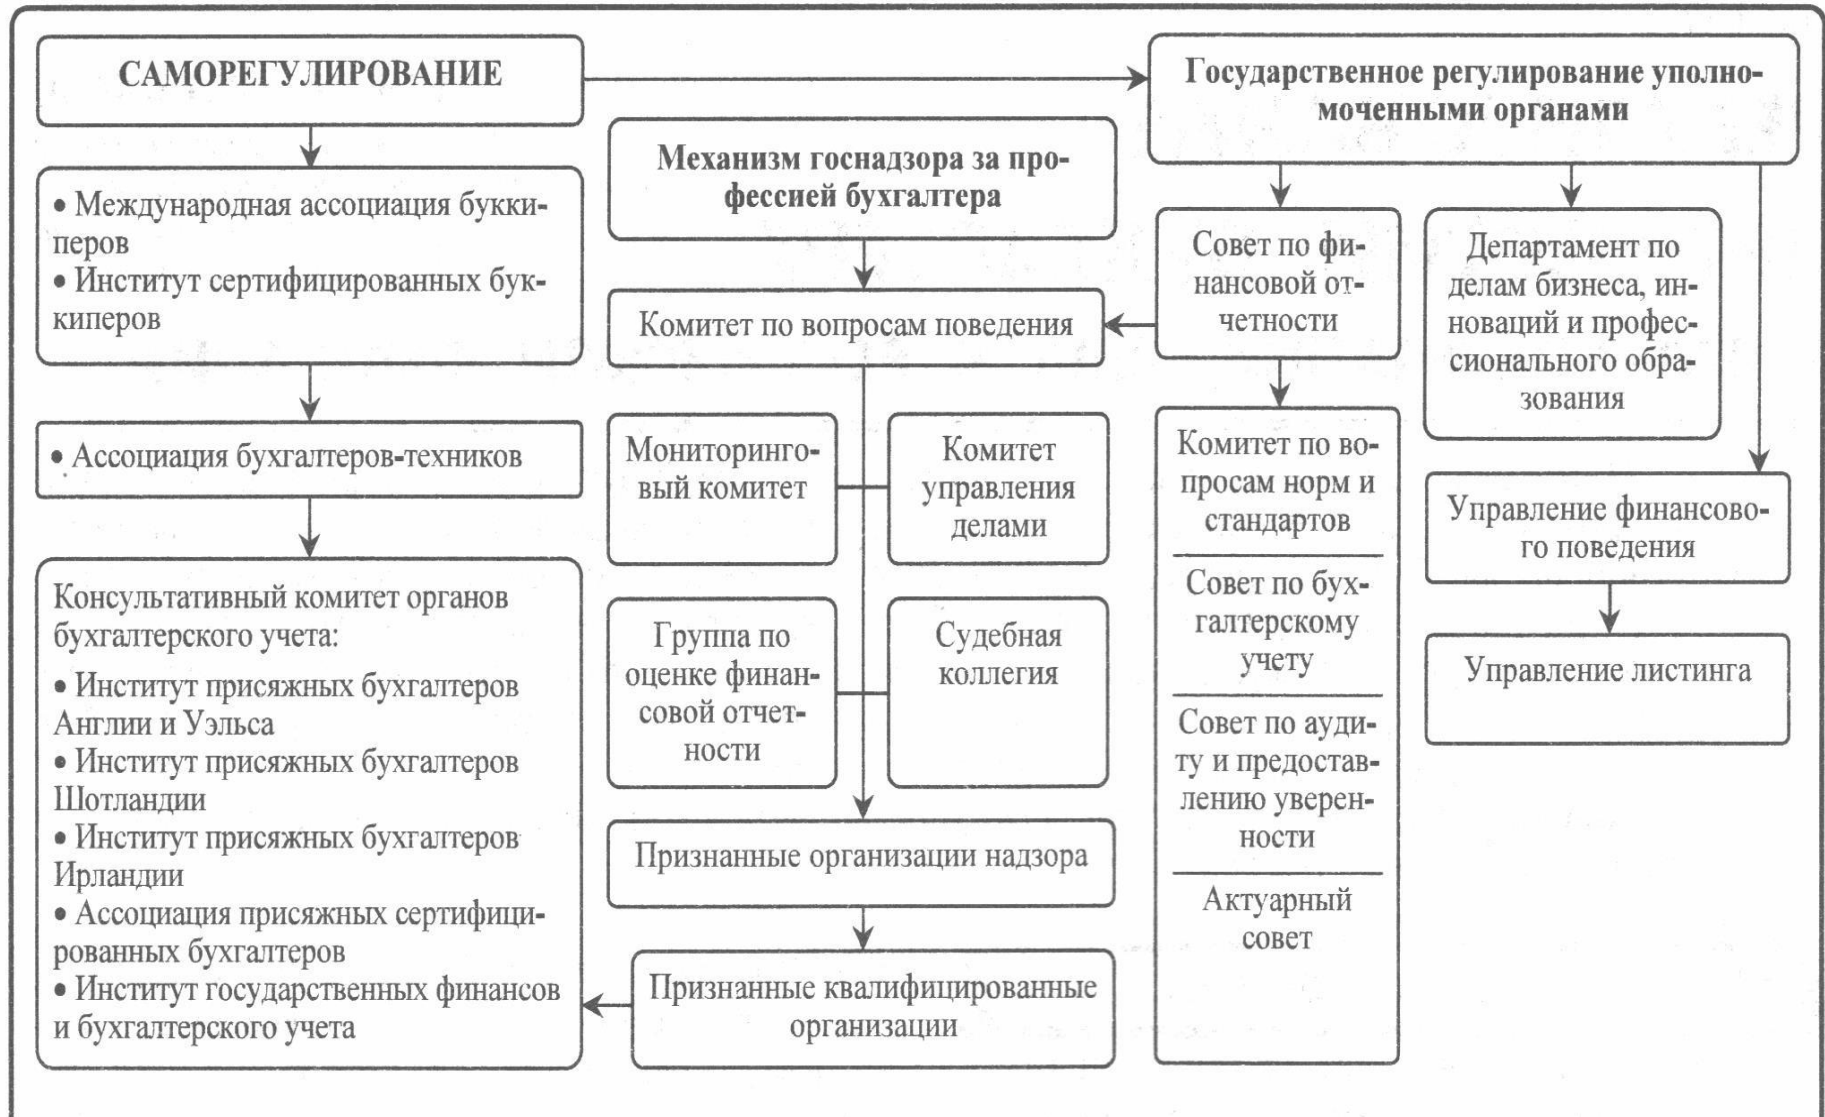 САМОРЕГУЛИРОВАНИЕ
• Международная ассоциация букки-
перов
• Институт сертифицированных бук-
киперов
• Ассоциация бухгалтеров-техников
Консультативный комитет органов
бухгалтерского учета:
• Институт присяжных бухгалтеров
Англии и Уэльса
• Институт присяжных бухгалтеров
Шотландии
• Институт присяжных бухгалтеров
Ирландии
• Ассоциация присяжных сертифици-
рованных бухгалтеров
• Институт государственных финансов
и бухгалтерского учета
Механизм госнадзора за про-
фессией бухгалтера
Комитет по вопросам поведения
Мониторинго-
вый комитет
Комитет
управления
делами
Группа по
оценке финан-
совой отчет-
ности
Судебная
коллегия
Признанные организации надзора
Признанные квалифицированные
организации
Государственное регулирование уполно-
моченными органами
Совет по фи-
нансовой от-
четности
Комитет по во-
просам норм и
стандартов
Совет по бух-
галтерскому
учету
Совет по ауди-
ту и предостав-
лению уверен-
ности
Актуарный
совет
Департамент по
делам бизнеса, ин-
новаций и профес-
сионального обра-
зования
Управление финансово-
го поведения
Управление листинга